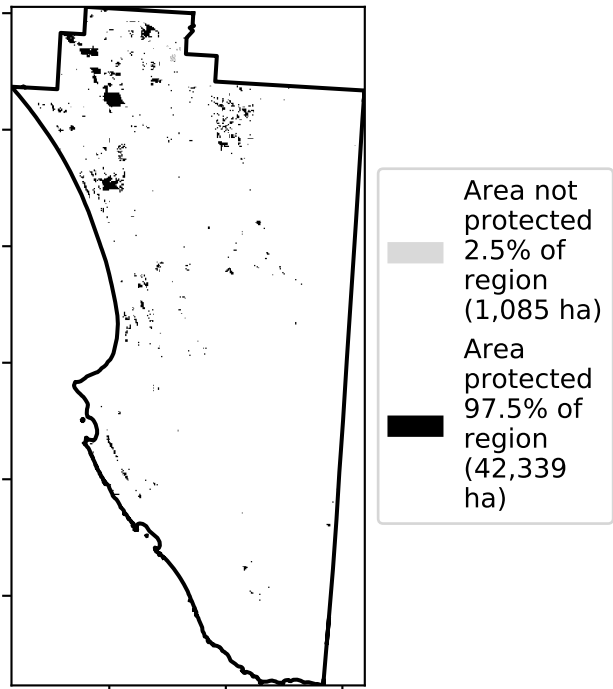 Area not
protected
2.5% of
region
(1,085 ha)
Area
protected
97.5% of
region
(42,339
ha)